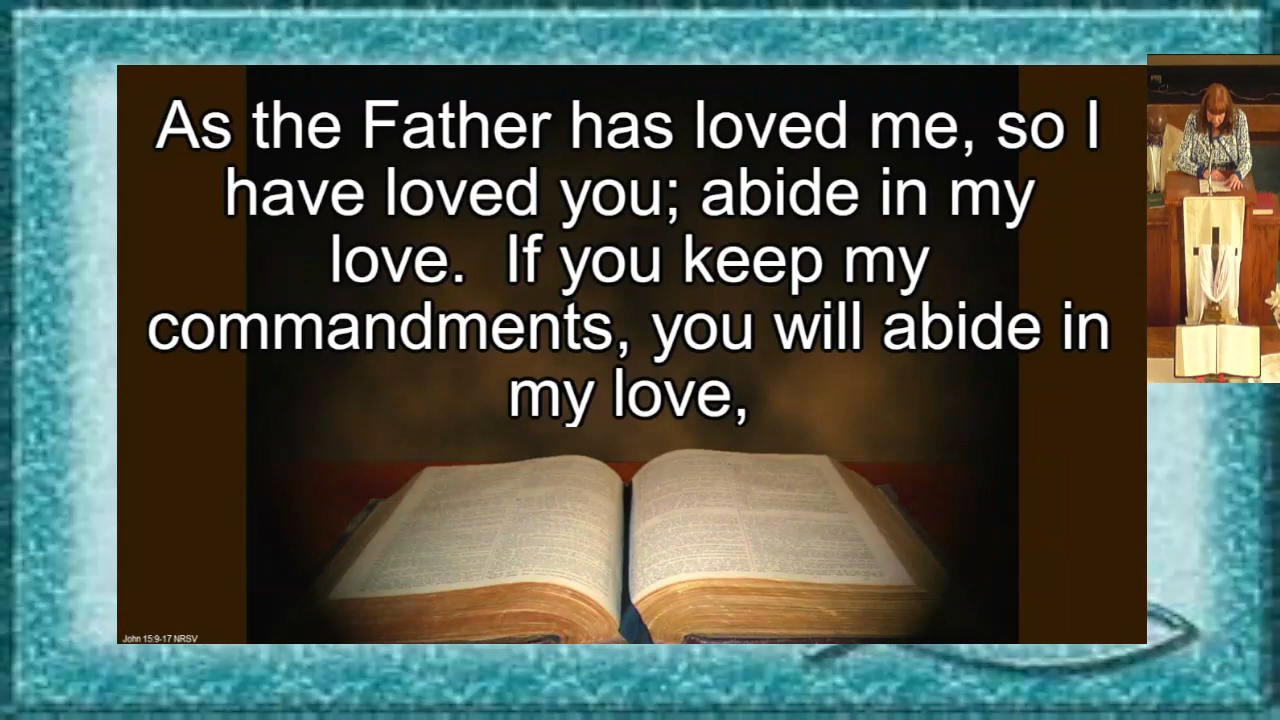 As the Father has loved me, so I
have loved you; abide in my
love.  If you keep my
commandments, you will abide in
my love,
John 15:9-17 NRSV